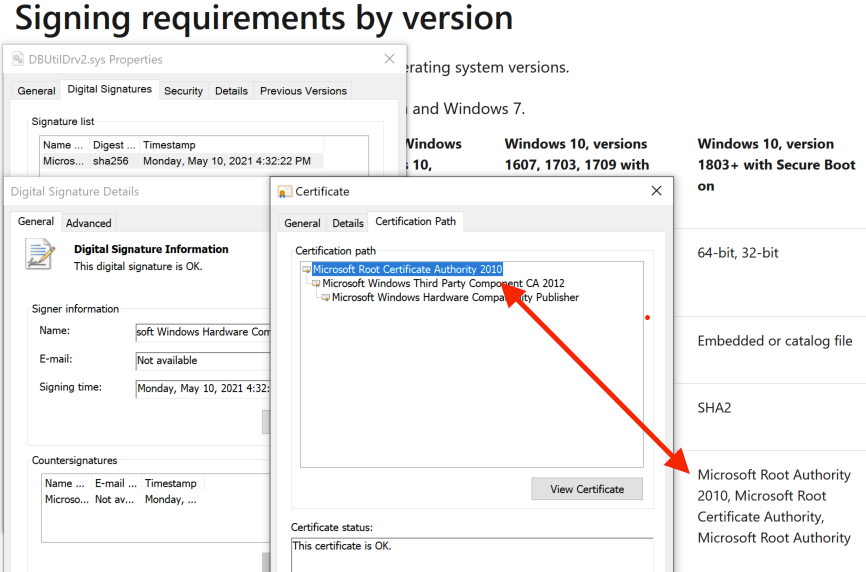 Signing requirements by version
DBUtilDrv2.sys Properties
General Digital Signatures Security Details Previous Versions
Signature list
Name ... Digest ... Timestamp
Micros... sha256 Monday, May 10, 2021 4:32:22 PM
erating system versions.
and Windows 7.
Windows
10,
Windows 10, versions
1607, 1703, 1709 with
Windows 10, version
1803+ with Secure Boot
on
Digital Signature Details
General Advanced
Digital Signature Information
This digital signature is OK.
Signer information
Name: soft Windows Hardware Com
E-mail: Not available
Signing time: Monday, May 10, 2021 4:32:
Countersignatures
Name ... E-mail ... Timestamp
Microso... Not av... Monday, ...
Certificate
General Details Certification Path
Certification path
Microsoft Root Certificate Authority 2010
Microsoft Windows Third Party Component CA 2012
Microsoft Windows Hardware Compatibility Publisher
View Certificate
Certificate status:
This certificate is OK.
64-bit, 32-bit
Embedded or catalog file
SHA2
Microsoft Root Authority
2010, Microsoft Root
Certificate Authority,
Microsoft Root Authority